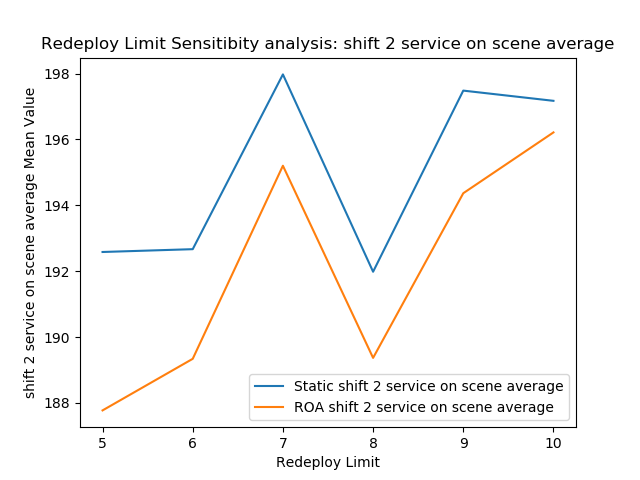 Redeploy Limit Sensitibity analysis: shift 2 service on scene average
shift 2 service on scene average Mean Value
198
196
194
192
190
188
5 6 7 8 9 10
Redeploy Limit
Static shift 2 service on scene average
ROA shift 2 service on scene average